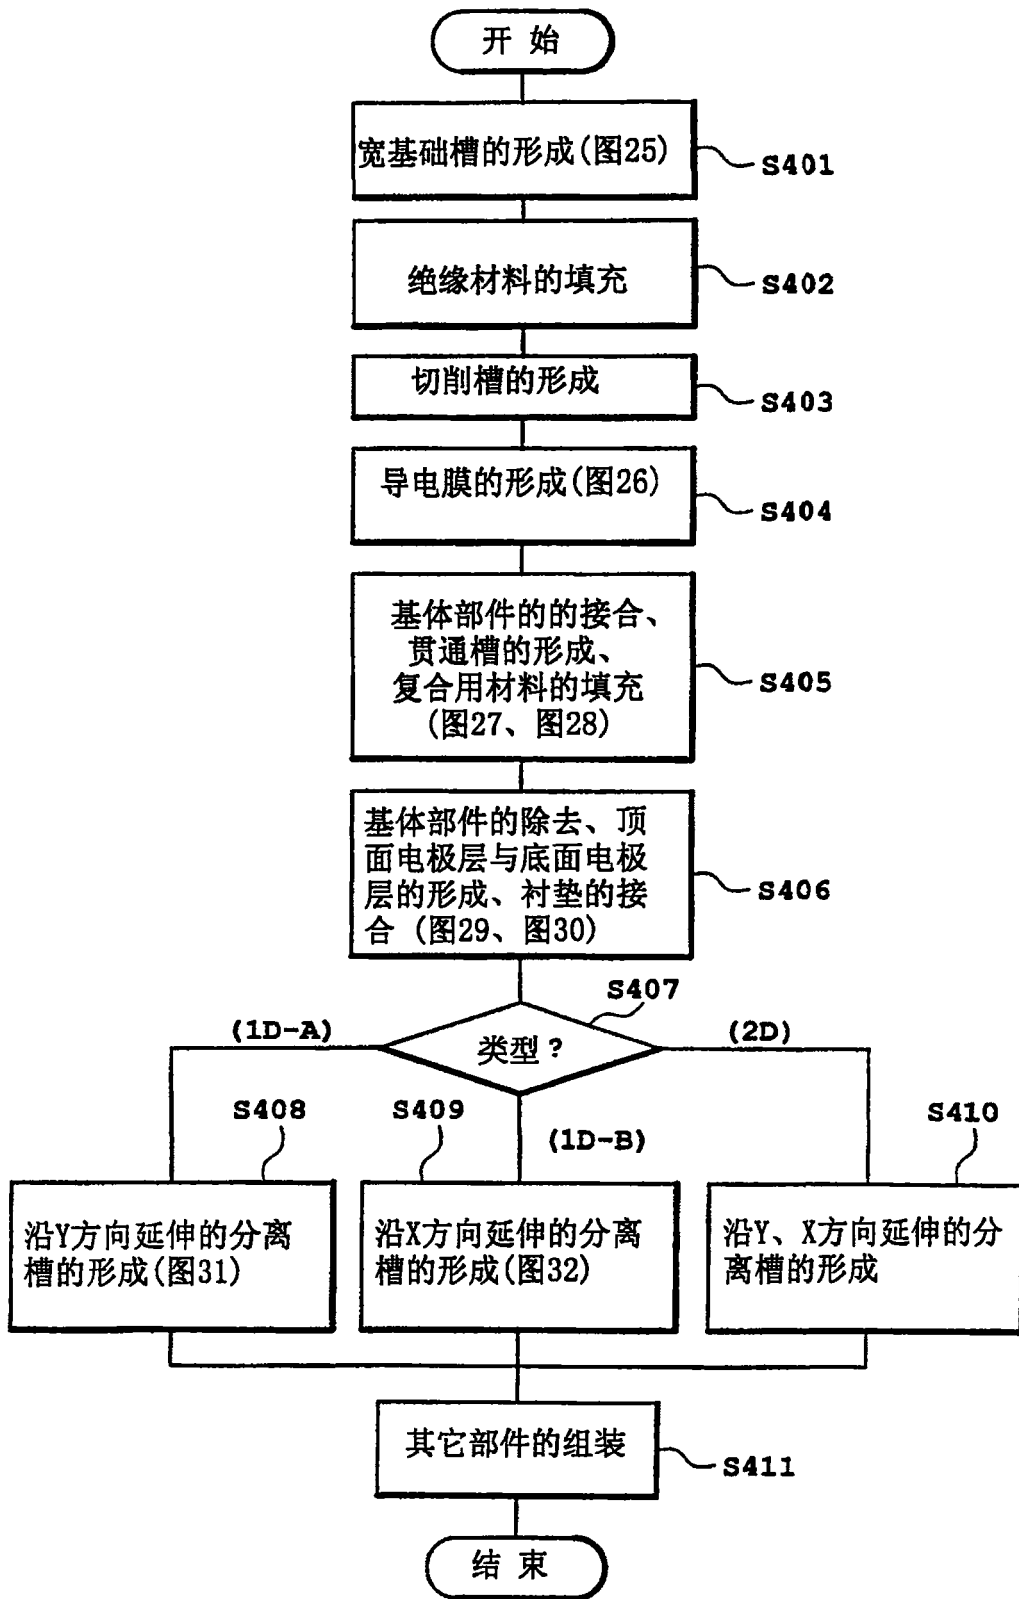 开 始
宽基础槽的形成(图25)
S401
绝缘材料的填充
S402
切削槽的形成
S403
导电膜的形成(图26)
S404
基体部件的的接合、
贯通槽的形成、
复合用材料的填充
(图27、图28)
S405
基体部件的除去、顶
面电极层与底面电极
层的形成、衬垫的接
合 (图29、图30)
S406
S407
类型?
(1D-A)
(2D)
(1D-B)
S408
S409
S410
沿Y方向延伸的分离
槽的形成(图31)
沿X方向延伸的分离
槽的形成(图32)
沿Y、X方向延伸的分
离槽的形成
其它部件的组装
S411
结 束